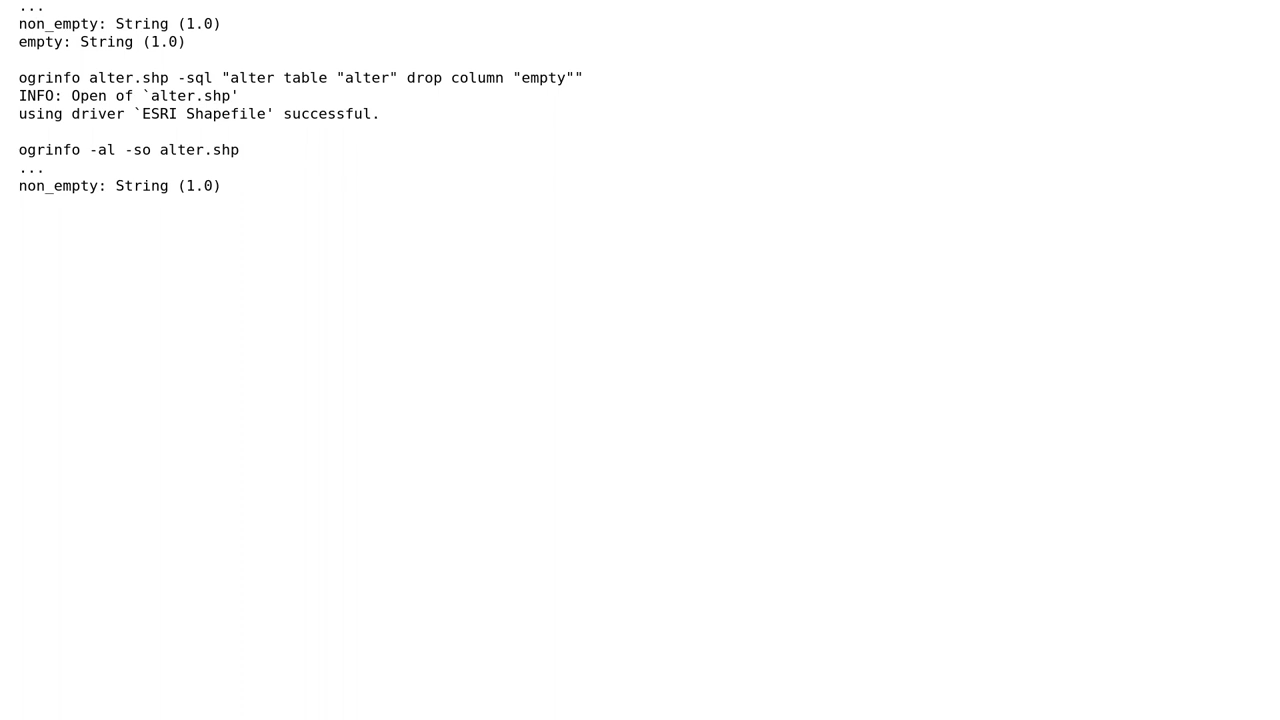 ...
non_empty: String (1.0)
empty: String (1.0)
ogrinfo alter.shp -sql "alter table "alter" drop column "empty""
INFO: Open of `alter.shp'
using driver `ESRI Shapefile' successful.
ogrinfo -al -so alter.shp
...
non_empty: String (1.0)